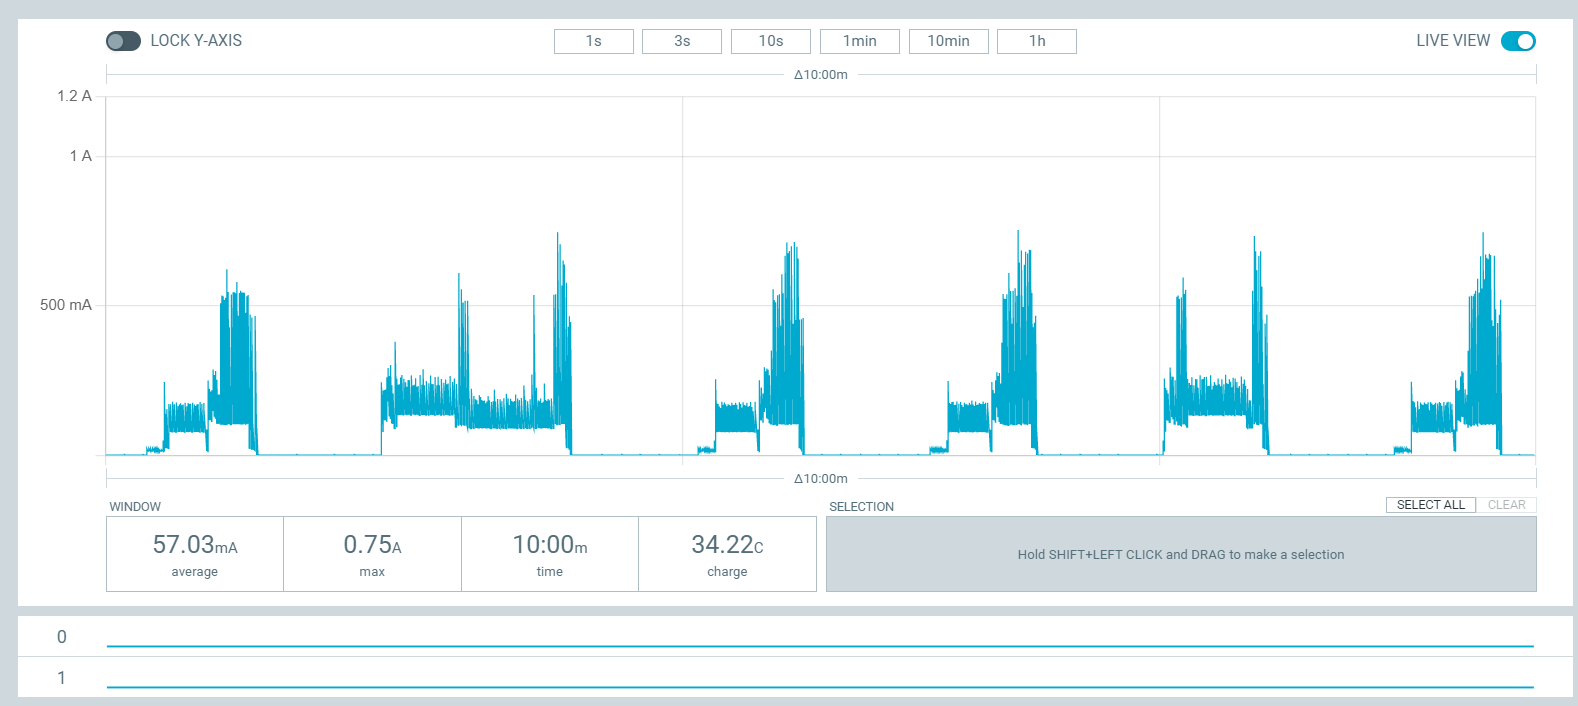 LOCK Y-AXIS 1s 3s 10s 1min 10min 1h LIVE VIEW
Δ10:00m
1.2 A
1 A
500 mA
Δ10:00m
WINDOW SELECTION SELECT ALL CLEAR
57.03mA 0.75A 10:00m 34.22C
average max time charge
Hold SHIFT+LEFT CLICK and DRAG to make a selection
0
1